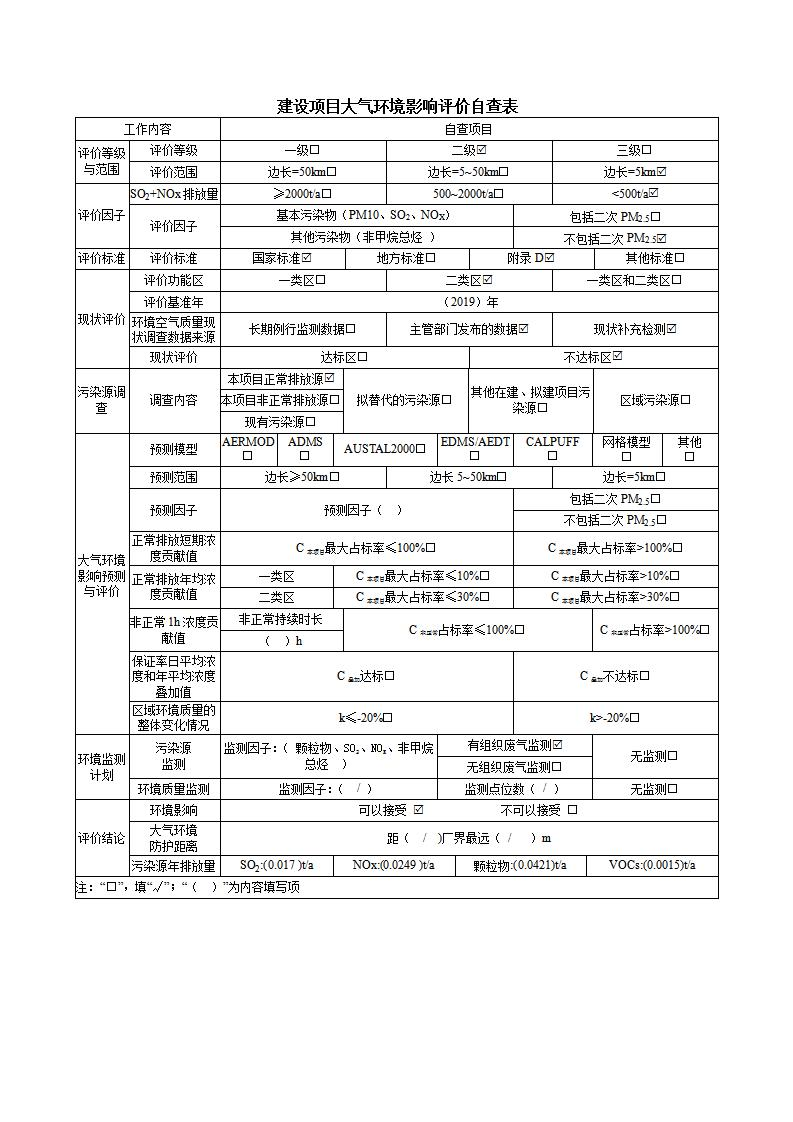 建设项目大气环境影响评价自查表
工作内容 自查项目
评价等级与范围 评价等级 一级□ 二级☑ 三级□
评价范围 边长=50km□ 边长=5~50km□ 边长=5km☑
评价因子 SO2+NOx排放量 ≥2000t/a□ 500~2000t/a□ <500t/a☑
评价因子 基本污染物(PM10、SO2、NOX) 包括二次 PM2.5□
其他污染物(非甲烷总烃 ) 不包括二次 PM2.5☑
评价标准 评价标准 国家标准☑ 地方标准□ 附录 D☑ 其他标准□
现状评价 评价功能区 一类区□ 二类区☑ 一类区和二类区□
评价基准年 (2019)年
环境空气质量现状调查数据来源 长期例行监测数据□ 主管部门发布的数据☑ 现状补充检测☑
现状评价 达标区□ 不达标区☑
污染源调查 调查内容 本项目正常排放源☑ 拟替代的污染源□ 其他在建、拟建项目污染源□ 区域污染源□
本项目非正常排放源□
现有污染源□
大气环境影响预测与评价 预测模型 AERMOD□ ADMS□ AUSTAL2000□ EDMS/AEDT□ CALPUFF□ 网格模型□ 其他□
预测范围 边长≥50km□ 边长 5~50km□ 边长=5km□
预测因子 预测因子( ) 包括二次 PM2.5□
不包括二次 PM2.5□
正常排放短期浓度贡献值 C本项目最大占标率≤100%□ C本项目最大占标率>100%□
正常排放年均浓度贡献值 一类区 C本项目最大占标率≤10%□ C本项目最大占标率>10%□
二类区 C本项目最大占标率≤30%□ C本项目最大占标率>30%□
非正常 1h 浓度贡献值 非正常持续时长 C非正常占标率≤100%□ C非正常占标率>100%□
( )h
保证率日平均浓度和年平均浓度叠加值 C叠加达标□ C叠加不达标□
区域环境质量的整体变化情况 k≤-20%□ k>-20%□
环境监测计划 污染源监测 监测因子:( 颗粒物、SO2、NOX、非甲烷总烃 ) 有组织废气监测☑ 无监测□
无组织废气监测□
环境质量监测 监测因子:( / ) 监测点位数( / ) 无监测□
评价结论 环境影响 可以接受 ☑ 不可以接受 □
大气环境防护距离 距( / )厂界最远( / )m
污染源年排放量 SO2:(0.017 )t/a NOx:(0.0249 )t/a 颗粒物:(0.0421)t/a VOCs:(0.0015)t/a
注:“□”,填“√”;“( )”为内容填写项